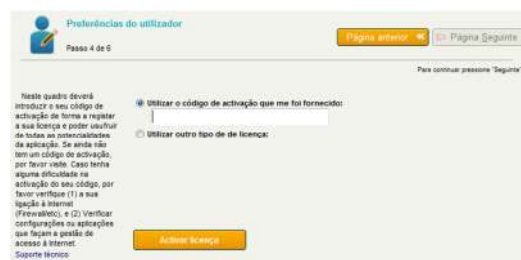 Preferências do utilizador
Passo 4 de 6
Página anterior
Página Seguinte
Para continuar pressione 'Seguinte'
Neste quadro deverá
introduzir o seu código de
activação de forma a registar
a sua licença e poder usufruir
de todas as potencialidades
da aplicação. Se ainda não
tem um código de activação,
por favor visite. Caso tenha
alguma dificuldade na
activação do seu código, por
favor verifique (1) a sua
ligação à Internet
(Firewall/etc), e (2) Verificar
configurações ou aplicações
que façam a gestão de
acesso à Internet.
Suporte técnico
Utilizar o código de activação que me foi fornecido:
Utilizar outro tipo de de licença:
Activar licença